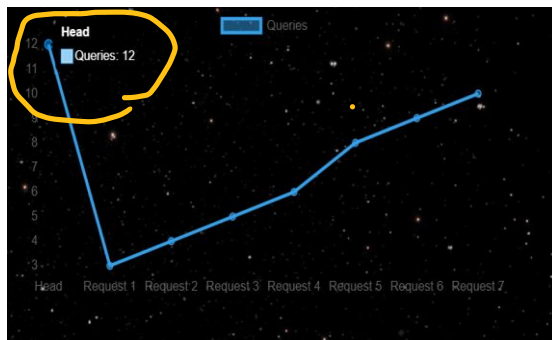 Queries
Head
Queries: 12
12
11
10
9
8
7
6
5
4
3
Head Request 1 Request 2 Request 3 Request 4 Request 5 Request 6 Request 7